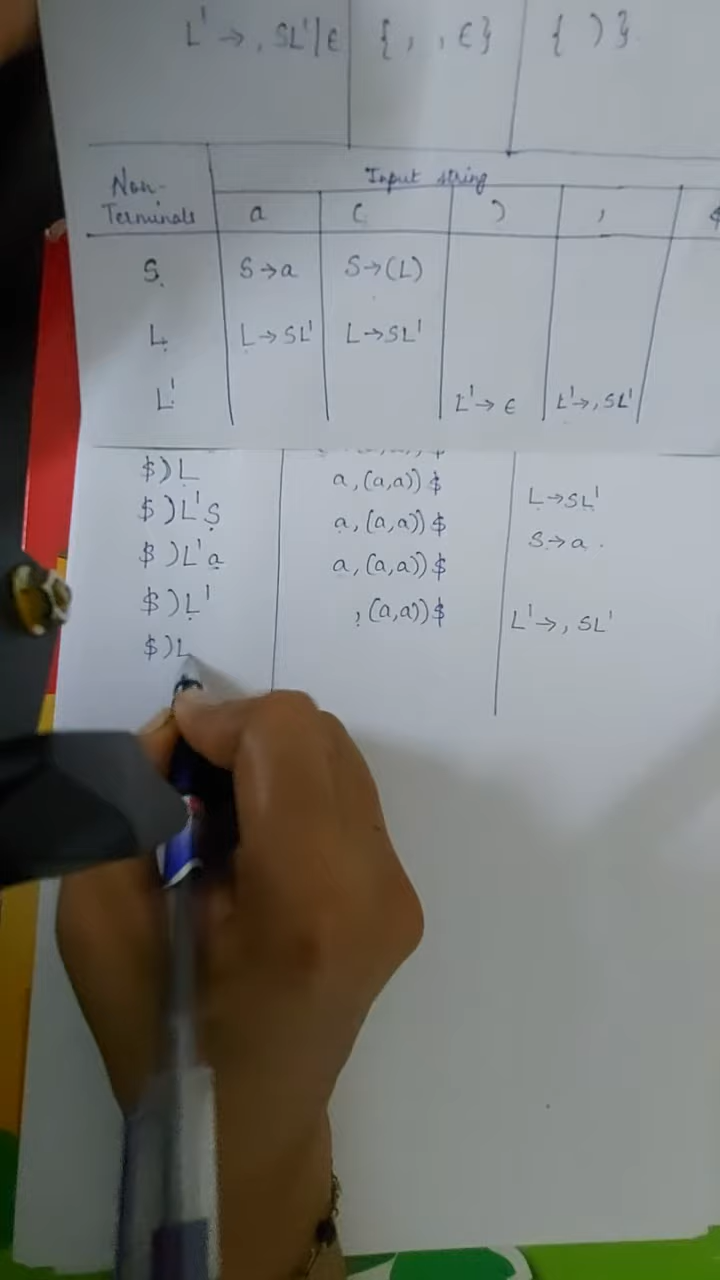 L' → , SL' | ε { , , ε } { ) }
Non-Terminals Input string
a ( ) , $
S S → a S → (L)
L L → SL' L → SL'
L' L' → ε L' → , SL'
$ ) L a , (a,a)) $ L → SL'
$ ) L' S a , (a,a)) $ S → a .
$ ) L' a a , (a,a)) $
$ ) L' , (a,a)) $ L' → , SL'
$ ) L